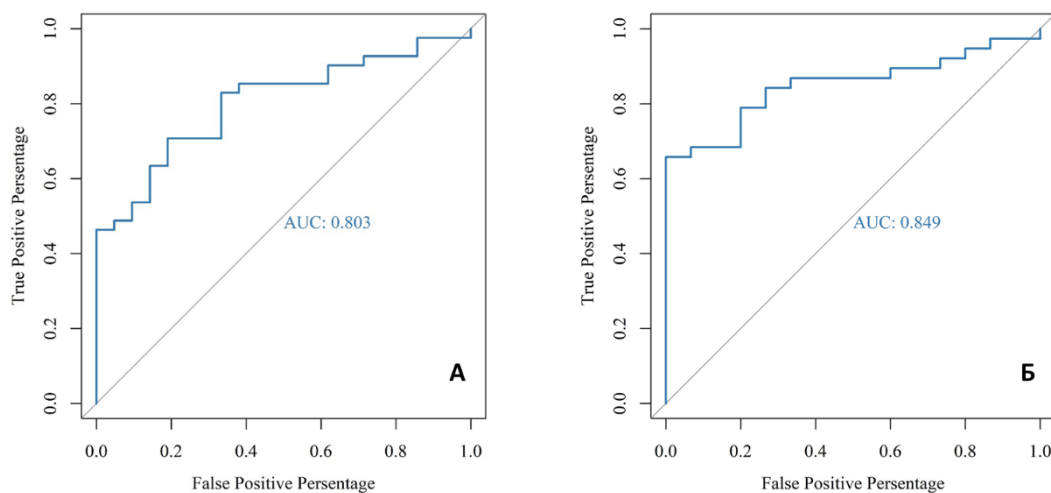 True Positive Persentage
1.0
0.8
0.6
0.4
0.2
0.0
AUC: 0.803
А
0.0 0.2 0.4 0.6 0.8 1.0
False Positive Persentage
True Positive Persentage
1.0
0.8
0.6
0.4
0.2
0.0
AUC: 0.849
Б
0.0 0.2 0.4 0.6 0.8 1.0
False Positive Persentage